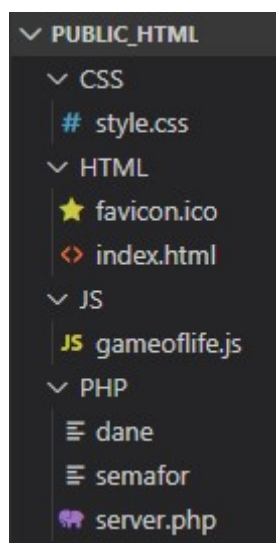 PUBLIC_HTML
CSS
# style.css
HTML
favicon.ico
<> index.html
JS
JS gameoflife.js
PHP
dane
semafor
server.php